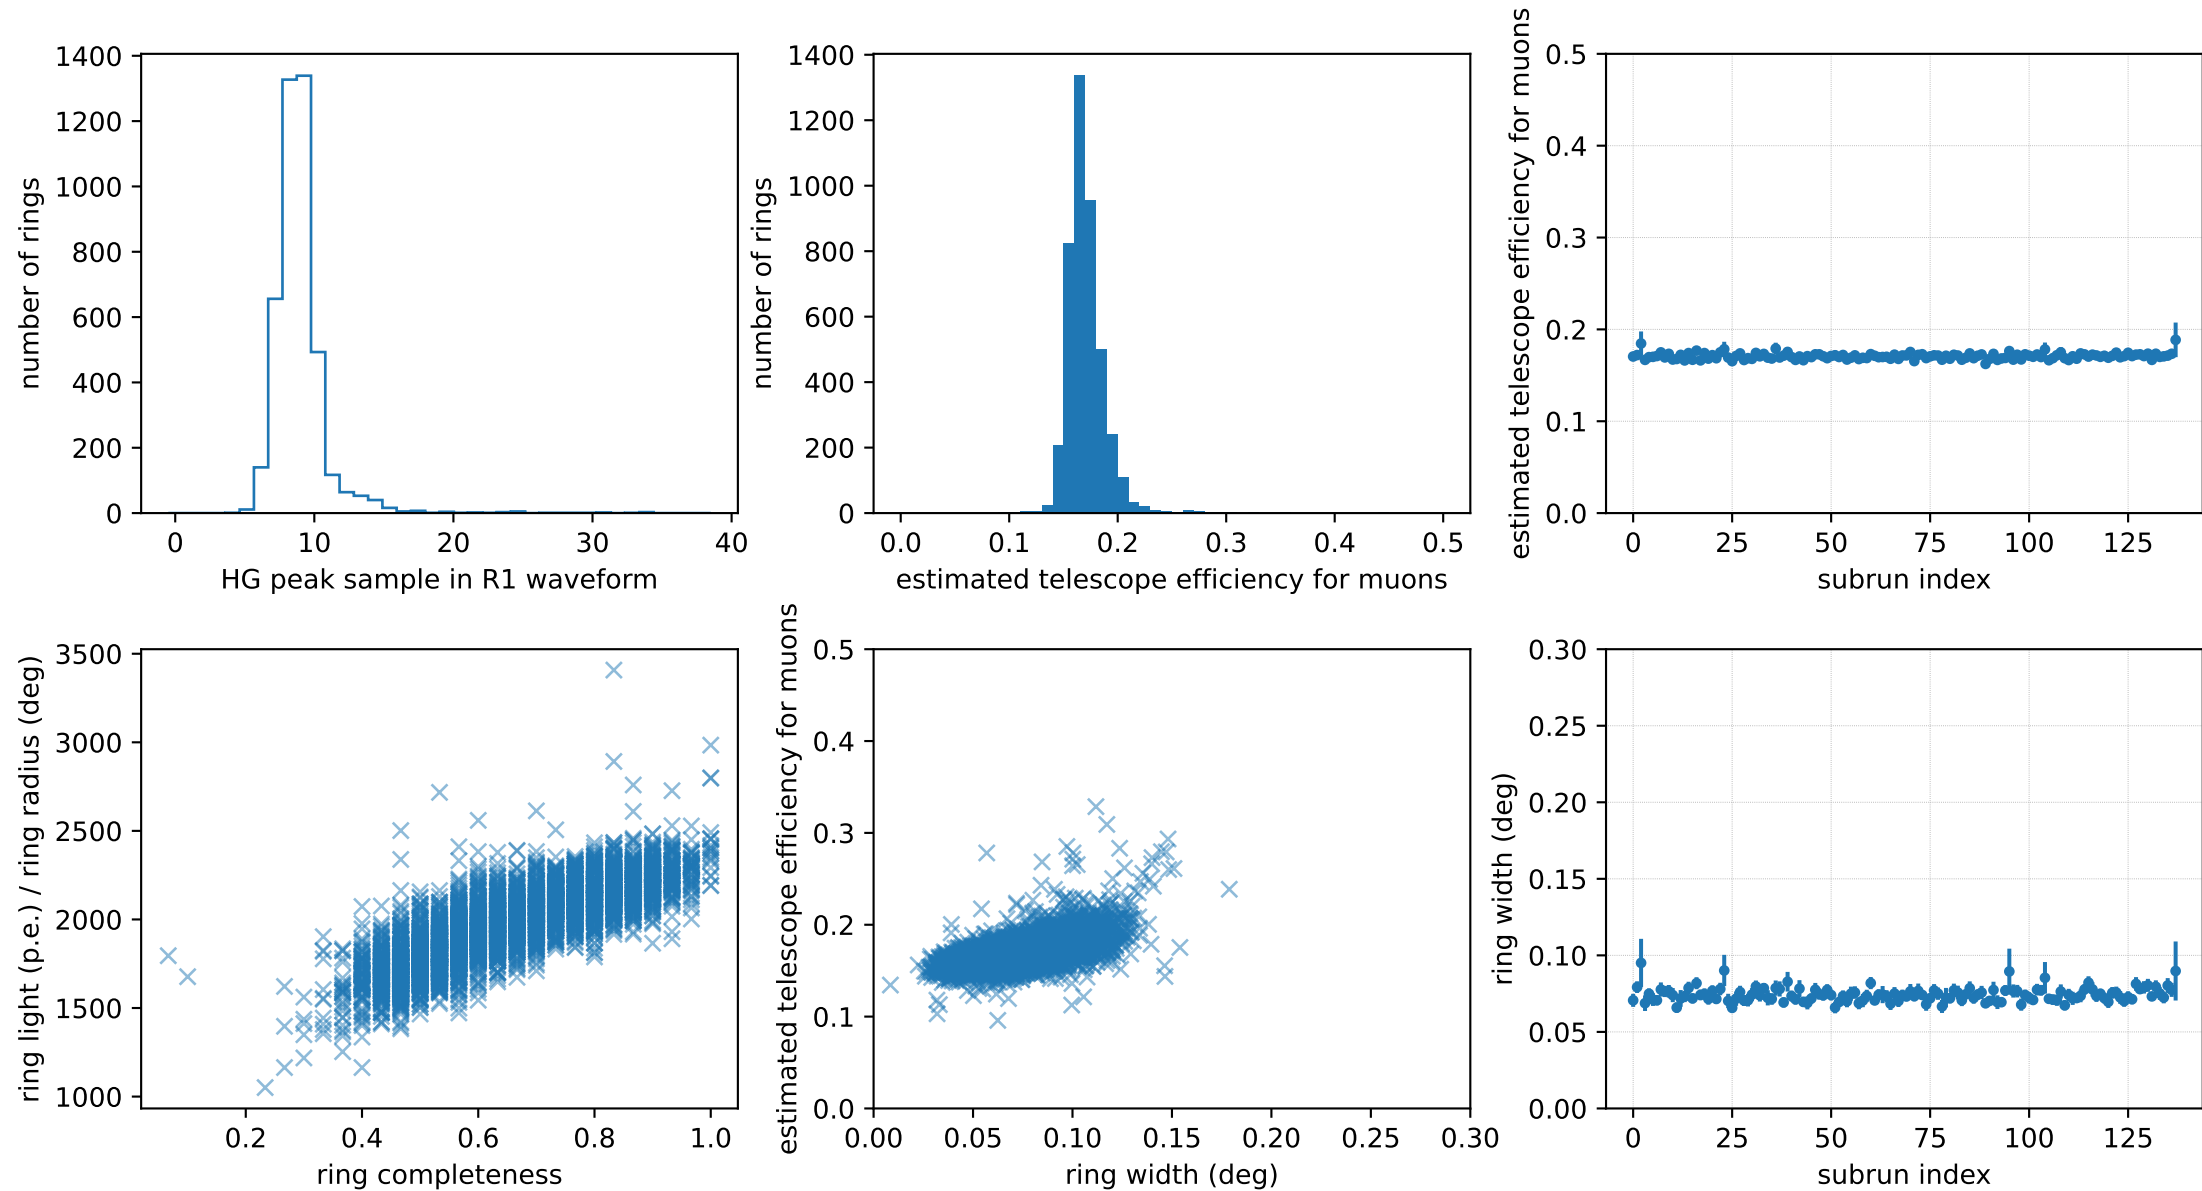 number of rings
1400
1200
1000
800
600
400
200
0
0 10 20 30 40
HG peak sample in R1 waveform
number of rings
1400
1200
1000
800
600
400
200
0
0.0 0.1 0.2 0.3 0.4 0.5
estimated telescope efficiency for muons
estimated telescope efficiency for muons
0.5
0.4
0.3
0.2
0.1
0.0
0 25 50 75 100 125
subrun index
ring light (p.e.) / ring radius (deg)
3500
3000
2500
2000
1500
1000
0.2 0.4 0.6 0.8 1.0
ring completeness
estimated telescope efficiency for muons
0.5
0.4
0.3
0.2
0.1
0.0
0.00 0.05 0.10 0.15 0.20 0.25 0.30
ring width (deg)
ring width (deg)
0.30
0.25
0.20
0.15
0.10
0.05
0.00
0 25 50 75 100 125
subrun index